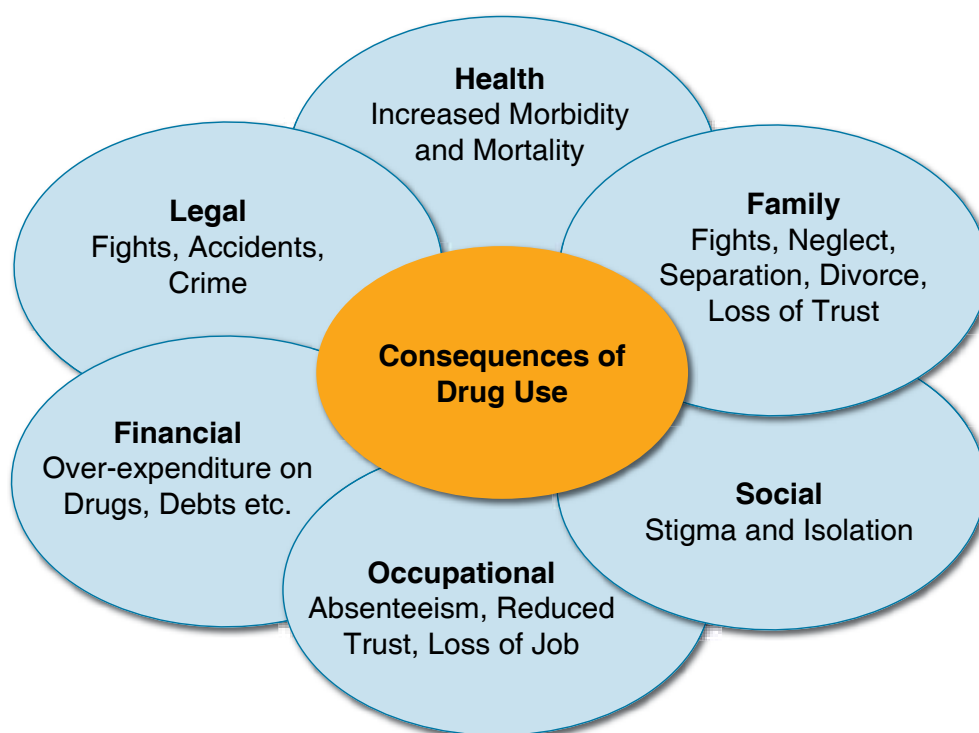 Health
Increased Morbidity
and Mortality
Family
Fights, Neglect,
Separation, Divorce,
Loss of Trust
Social
Stigma and Isolation
Occupational
Absenteeism, Reduced
Trust, Loss of Job
Financial
Over-expenditure on
Drugs, Debts etc.
Legal
Fights, Accidents,
Crime
Consequences of
Drug Use